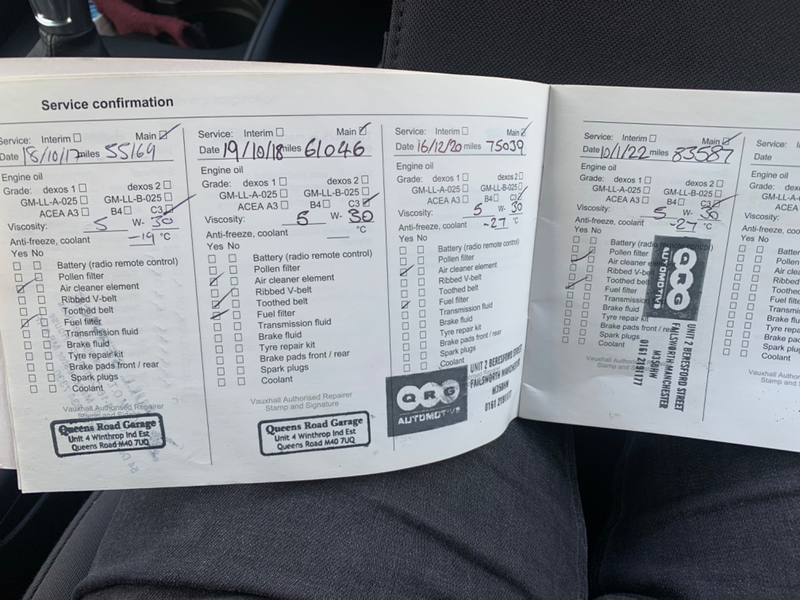 Service confirmation
Service: Interim Main
Date 18/10/17 miles 55169
Engine oil
Grade: dexos 1 dexos 2
GM-LL-A-025 GM-LL-B-025
ACEA A3 B4 C3
Viscosity: 5 W- 30
Anti-freeze, coolant -19 °C
Yes No
Battery (radio remote control)
Pollen filter
Air cleaner element
Ribbed V-belt
Toothed belt
Fuel filter
Transmission fluid
Brake fluid
Tyre repair kit
Brake pads front / rear
Spark plugs
Coolant
Vauxhall Authorised Repairer
Stamp and Signature
Queens Road Garage
Unit 4 Winthrop Ind Est
Queens Road M40 7UQ
Service: Interim Main
Date 19/10/18 miles 61046
Engine oil
Grade: dexos 1 dexos 2
GM-LL-A-025 GM-LL-B-025
ACEA A3 B4 C3
Viscosity: 5 W- 30
Anti-freeze, coolant °C
Yes No
Battery (radio remote control)
Pollen filter
Air cleaner element
Ribbed V-belt
Toothed belt
Fuel filter
Transmission fluid
Brake fluid
Tyre repair kit
Brake pads front / rear
Spark plugs
Coolant
Vauxhall Authorised Repairer
Stamp and Signature
Queens Road Garage
Unit 4 Winthrop Ind Est
Queens Road M40 7UQ
Service: Interim Main
Date 16/12/20 miles 75039
Engine oil
Grade: dexos 1 dexos 2
GM-LL-A-025 GM-LL-B-025
ACEA A3 B4 C3
Viscosity: 5 W- 30
Anti-freeze, coolant -27 °C
Yes No
Battery (radio remote control)
Pollen filter
Air cleaner element
Ribbed V-belt
Toothed belt
Fuel filter
Transmission fluid
Brake fluid
Tyre repair kit
Brake pads front / rear
Spark plugs
Coolant
QRG
AUTOMOTIVE
UNIT 2 BERESFORD STREET
FAILSWORTH MANCHESTER
M350HW
Service: Interim Main
Date 10/1/22 miles 83587
Engine oil
Grade: dexos 1 dexos 2
GM-LL-A-025 GM-LL-B-025
ACEA A3 B4 C3
Viscosity: 5 W- 30
Anti-freeze, coolant -27 °C
Yes No
Battery (radio remote control)
Pollen filter
Air cleaner element
Ribbed V-belt
Toothed belt
Fuel filter
Transmission
Brake fluid
Tyre repair
Brake pads front / rear
Spark plugs
Coolant
Vauxhall Authorised
QRG
AUTOMOTIVE
UNIT 2 BERESFORD STREET
FAILSWORTH MANCHESTER
M350HW
0161 2191177
Service:
Date
Engine oil
Grade:
Viscosity:
Anti-freeze,
Yes No